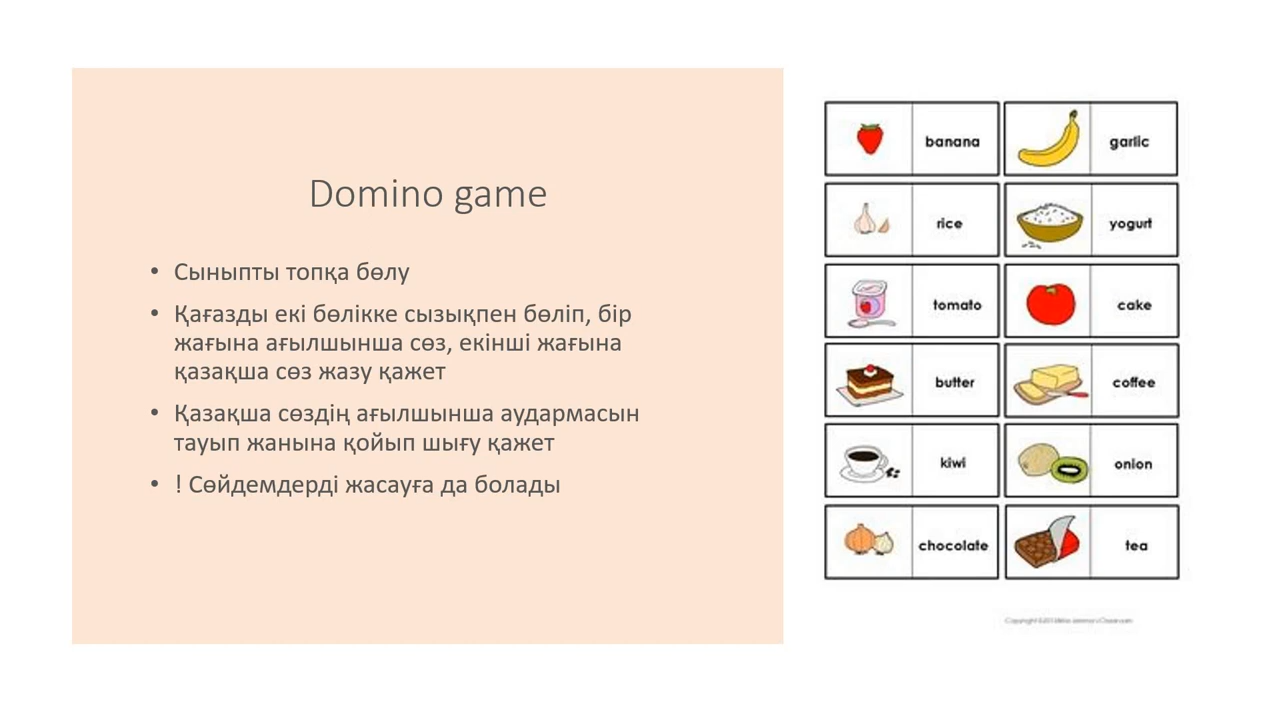 Domino game
• Сыныпты топқа бөлу
• Қағазды екі бөлікке сызықпен бөліп, бір
жағына ағылшынша сөз, екінші жағына
қазақша сөз жазу қажет
• Қазақша сөздің ағылшынша аудармасын
тауып жанына қойып шығу қажет
• ! Сөйдемдерді жасауға да болады
banana
garlic
rice
yogurt
tomato
cake
butter
coffee
kiwi
onion
chocolate
tea
Copyright